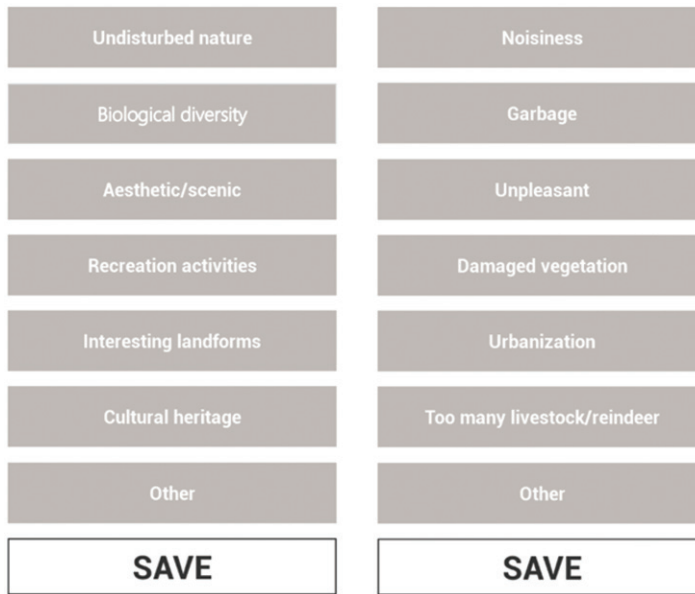 Undisturbed nature
Biological diversity
Aesthetic/scenic
Recreation activities
Interesting landforms
Cultural heritage
Other
SAVE
Noisiness
Garbage
Unpleasant
Damaged vegetation
Urbanization
Too many livestock/reindeer
Other
SAVE